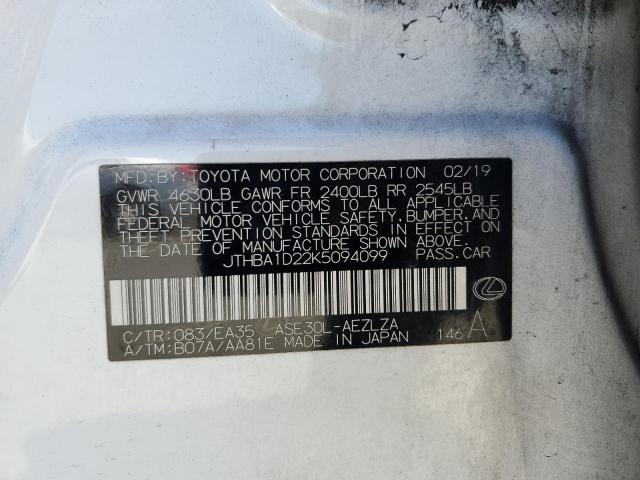 MFD.BY:TOYOTA MOTOR CORPORATION 02/19
GVWR 4630LB GAWR FR 2400LB RR 2545LB
THIS VEHICLE CONFORMS TO ALL APPLICABLE
FEDERAL MOTOR VEHICLE SAFETY,BUMPER,AND
THEFT PREVENTION STANDARDS IN EFFECT ON
THE DATE OF MANUFACTURE SHOWN ABOVE.
JTHBA1D22K5094099 PASS.CAR
C/TR:083/EA35 ASE30L-AEZLZA
A/TM:B07A/AA81E MADE IN JAPAN 146 A